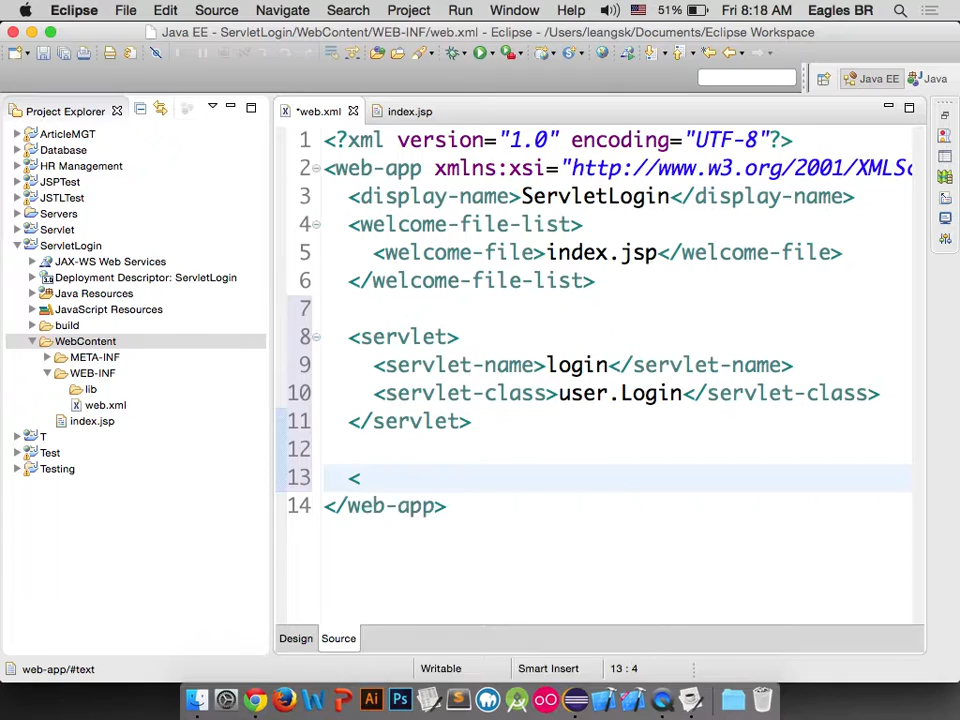 Eclipse File Edit Source Navigate Search Project Run Window Help 51% Fri 8:18 AM Eagles BR
Java EE - ServletLogin/WebContent/WEB-INF/web.xml - Eclipse - /Users/leangsk/Documents/Eclipse Workspace
Java EE Java
Project Explorer
ArticleMGT
Database
HR Management
JSPTest
JSTLTest
Servers
Servlet
ServletLogin
JAX-WS Web Services
Deployment Descriptor: ServletLogin
Java Resources
JavaScript Resources
build
WebContent
META-INF
WEB-INF
lib
web.xml
index.jsp
T
Test
Testing
*web.xml index.jsp
1 <?xml version="1.0" encoding="UTF-8"?>
2 <web-app xmlns:xsi="http://www.w3.org/2001/XMLSc
3 <display-name>ServletLogin</display-name>
4 <welcome-file-list>
5 <welcome-file>index.jsp</welcome-file>
6 </welcome-file-list>
7
8 <servlet>
9 <servlet-name>login</servlet-name>
10 <servlet-class>user.Login</servlet-class>
11 </servlet>
12
13 <
14 </web-app>
Design Source
web-app/#text Writable Smart Insert 13 : 4
Ai Ps